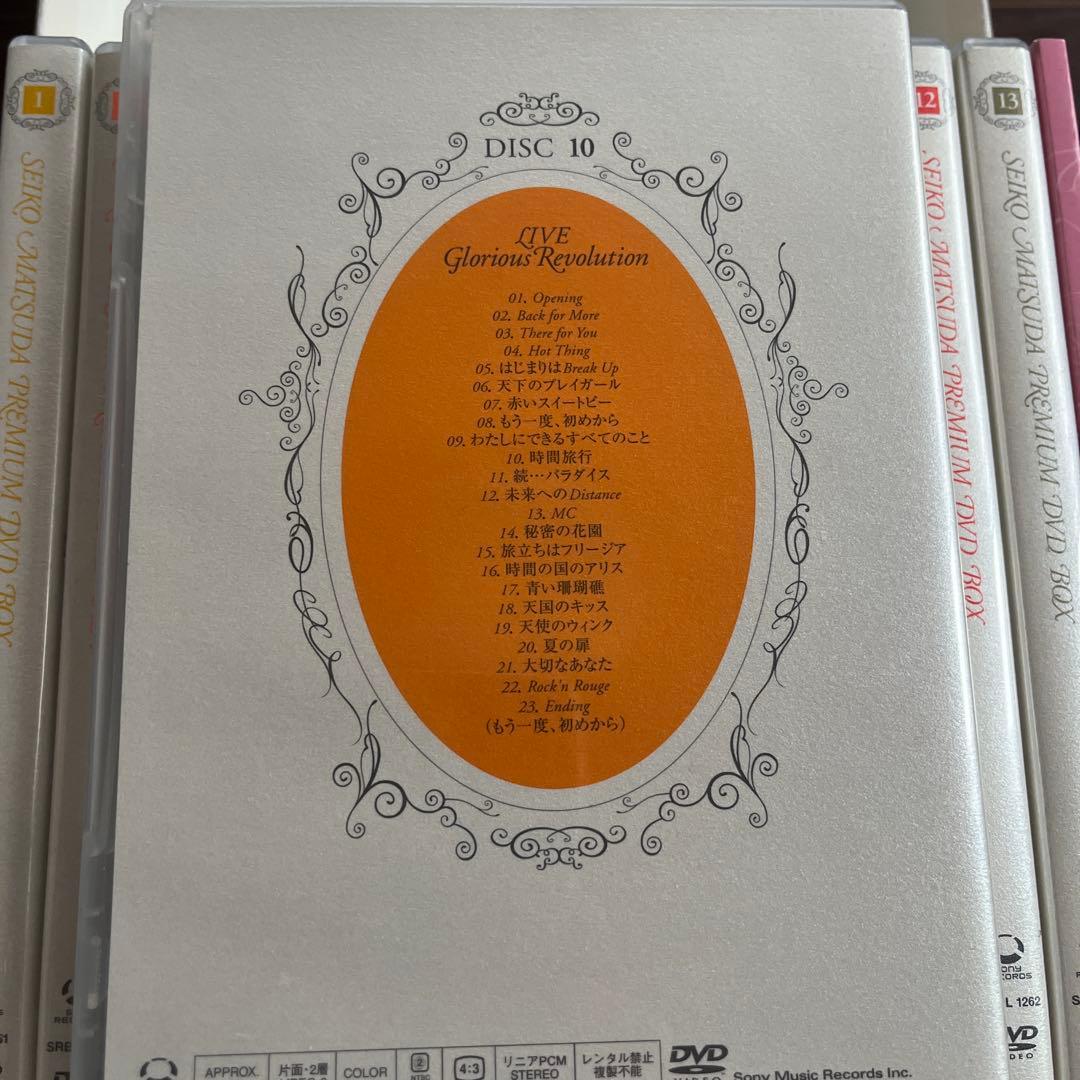 DISC 10
LIVE
Glorious Revolution
01. Opening
02. Back for More
03. There for You
04. Hot Thing
05. はじまりはBreak Up
06. 天下のプレイガール
07. 赤いスイートピー
08. もう一度、初めから
09. わたしにできるすべてのこと
10. 時間旅行
11. 続…パラダイス
12. 未来へのDistance
13. MC
14. 秘密の花園
15. 旅立ちはフリージア
16. 時間の国のアリス
17. 青い珊瑚礁
18. 天国のキッス
19. 天使のウィンク
20. 夏の扉
21. 大切なあなた
22. Rock'n Rouge
23. Ending
(もう一度、初めから)
APPROX.
片面・2層
COLOR
2
NTSC
4:3
リニアPCM
STEREO
レンタル禁止
複製不能
DVD
VIDEO
Sony Music Records Inc.
1
SEIKO MATSUDA PREMIUM DVD BOX
12
SEIKO MATSUDA PREMIUM DVD BOX
13
SEIKO MATSUDA PREMIUM DVD BOX
L 1262